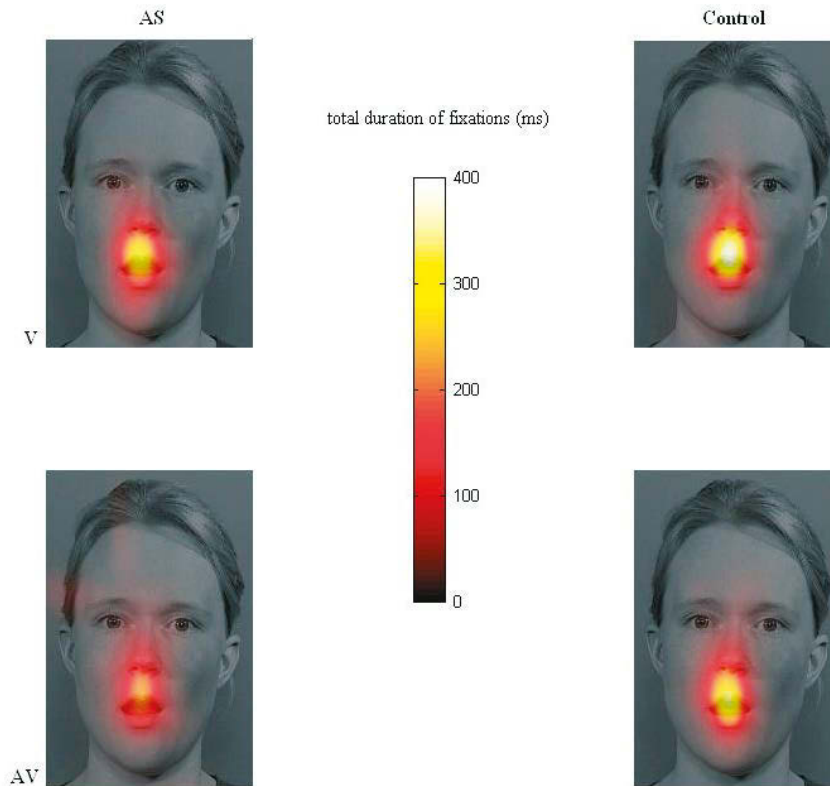 AS
Control
total duration of fixations (ms)
400
300
200
100
0
V
AV